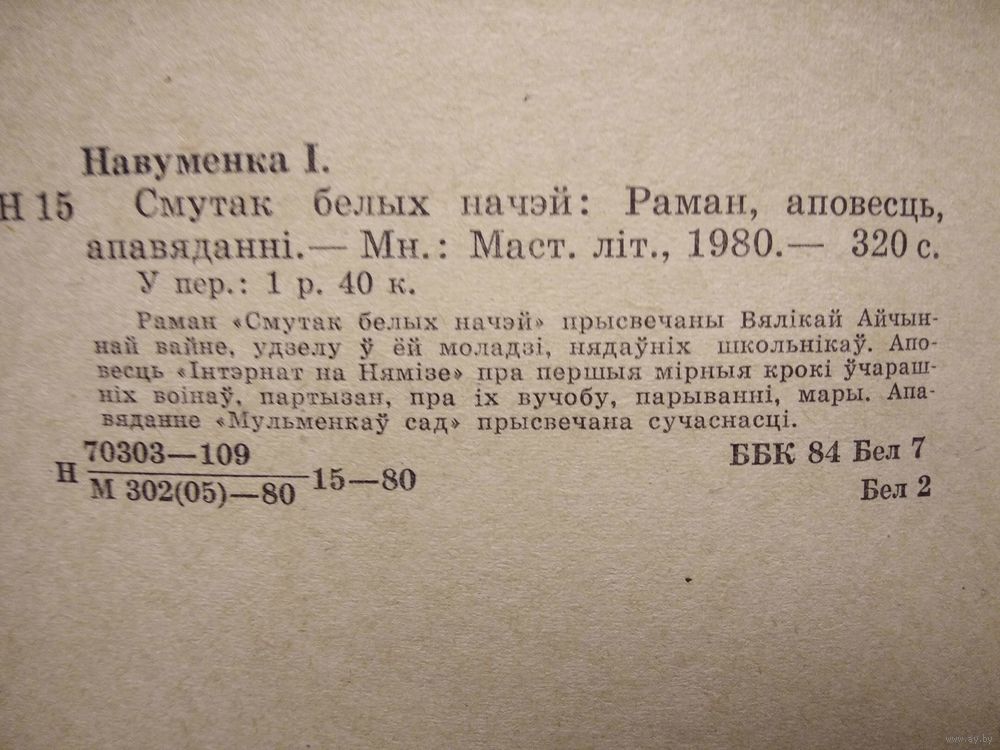 Навуменка І.
Н 15 Смутак белых начэй: Раман, аповесць,
апавяданні.— Мн.: Маст. літ., 1980.— 320 с.
У пер.: 1 р. 40 к.
Раман «Смутак белых начэй» прысвечаны Вялікай Айчын-
най вайне, удзелу ў ёй моладзі, нядаўніх школьнікаў. Апо-
весць «Інтэрнат на Нямізе» пра першыя мірныя крокі ўчараш-
ніх воінаў, партызан, пра іх вучобу, парыванні, мары. Апа-
вяданне «Мульменкаў сад» прысвечана сучаснасці.
70303—109
Н 15—80
М 302(05)—80
ББК 84 Бел 7
Бел 2
www.ay.by